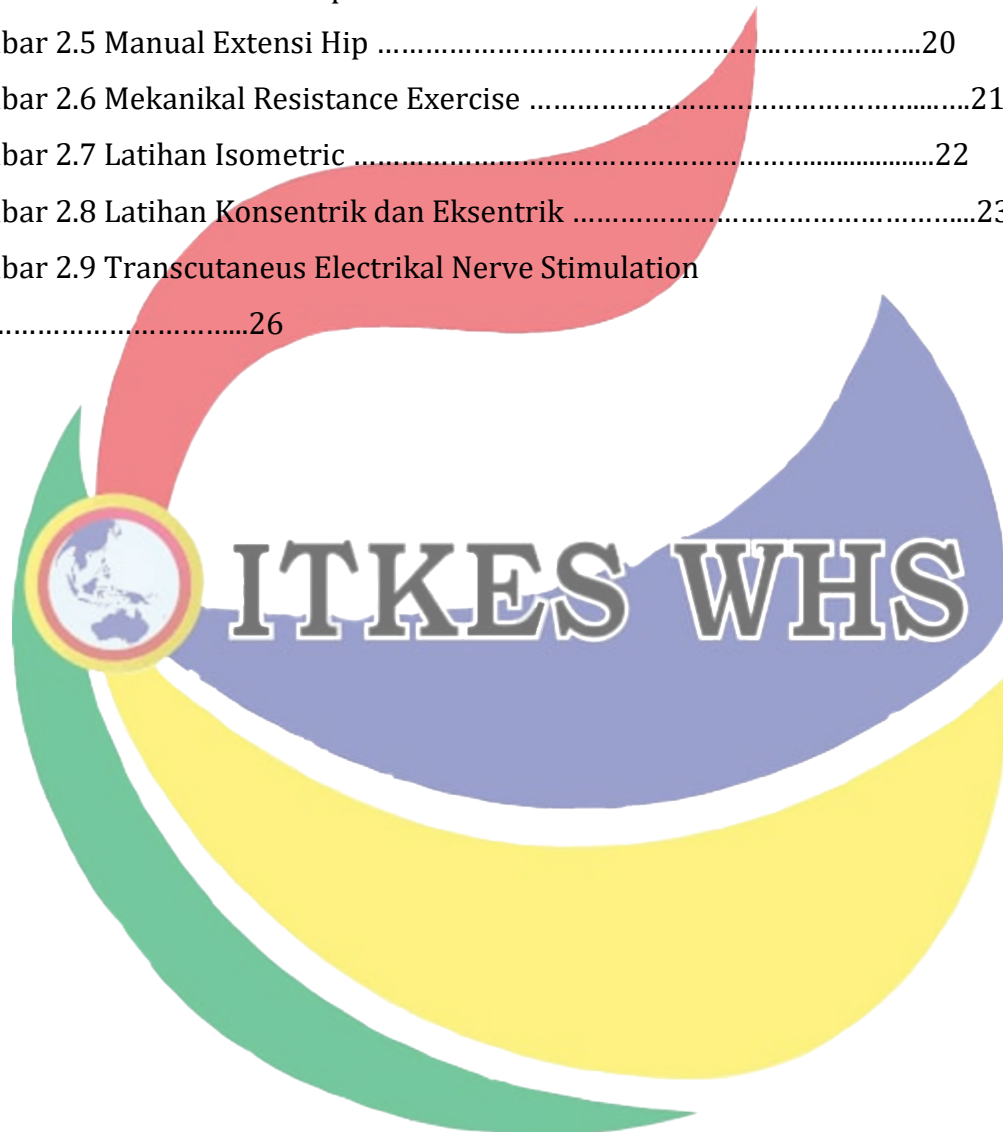 bar 2.5 Manual Extensi Hip ……………………………………………………………..…………….…..20
bar 2.6 Mekanikal Resistance Exercise ……………………………………………………......….21
bar 2.7 Latihan Isometric ………………………………………………………….....................22
bar 2.8 Latihan Konsentrik dan Eksentrik ………………………………………………...23
bar 2.9 Transcutaneus Electrikal Nerve Stimulation
……………………………...26
ITKES WHS